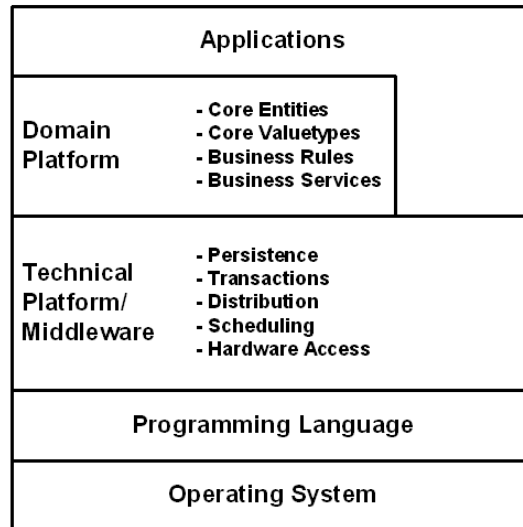 Applications
Domain
Platform
- Core Entities
- Core Valuetypes
- Business Rules
- Business Services
Technical
Platform/
Middleware
- Persistence
- Transactions
- Distribution
- Scheduling
- Hardware Access
Programming Language
Operating System